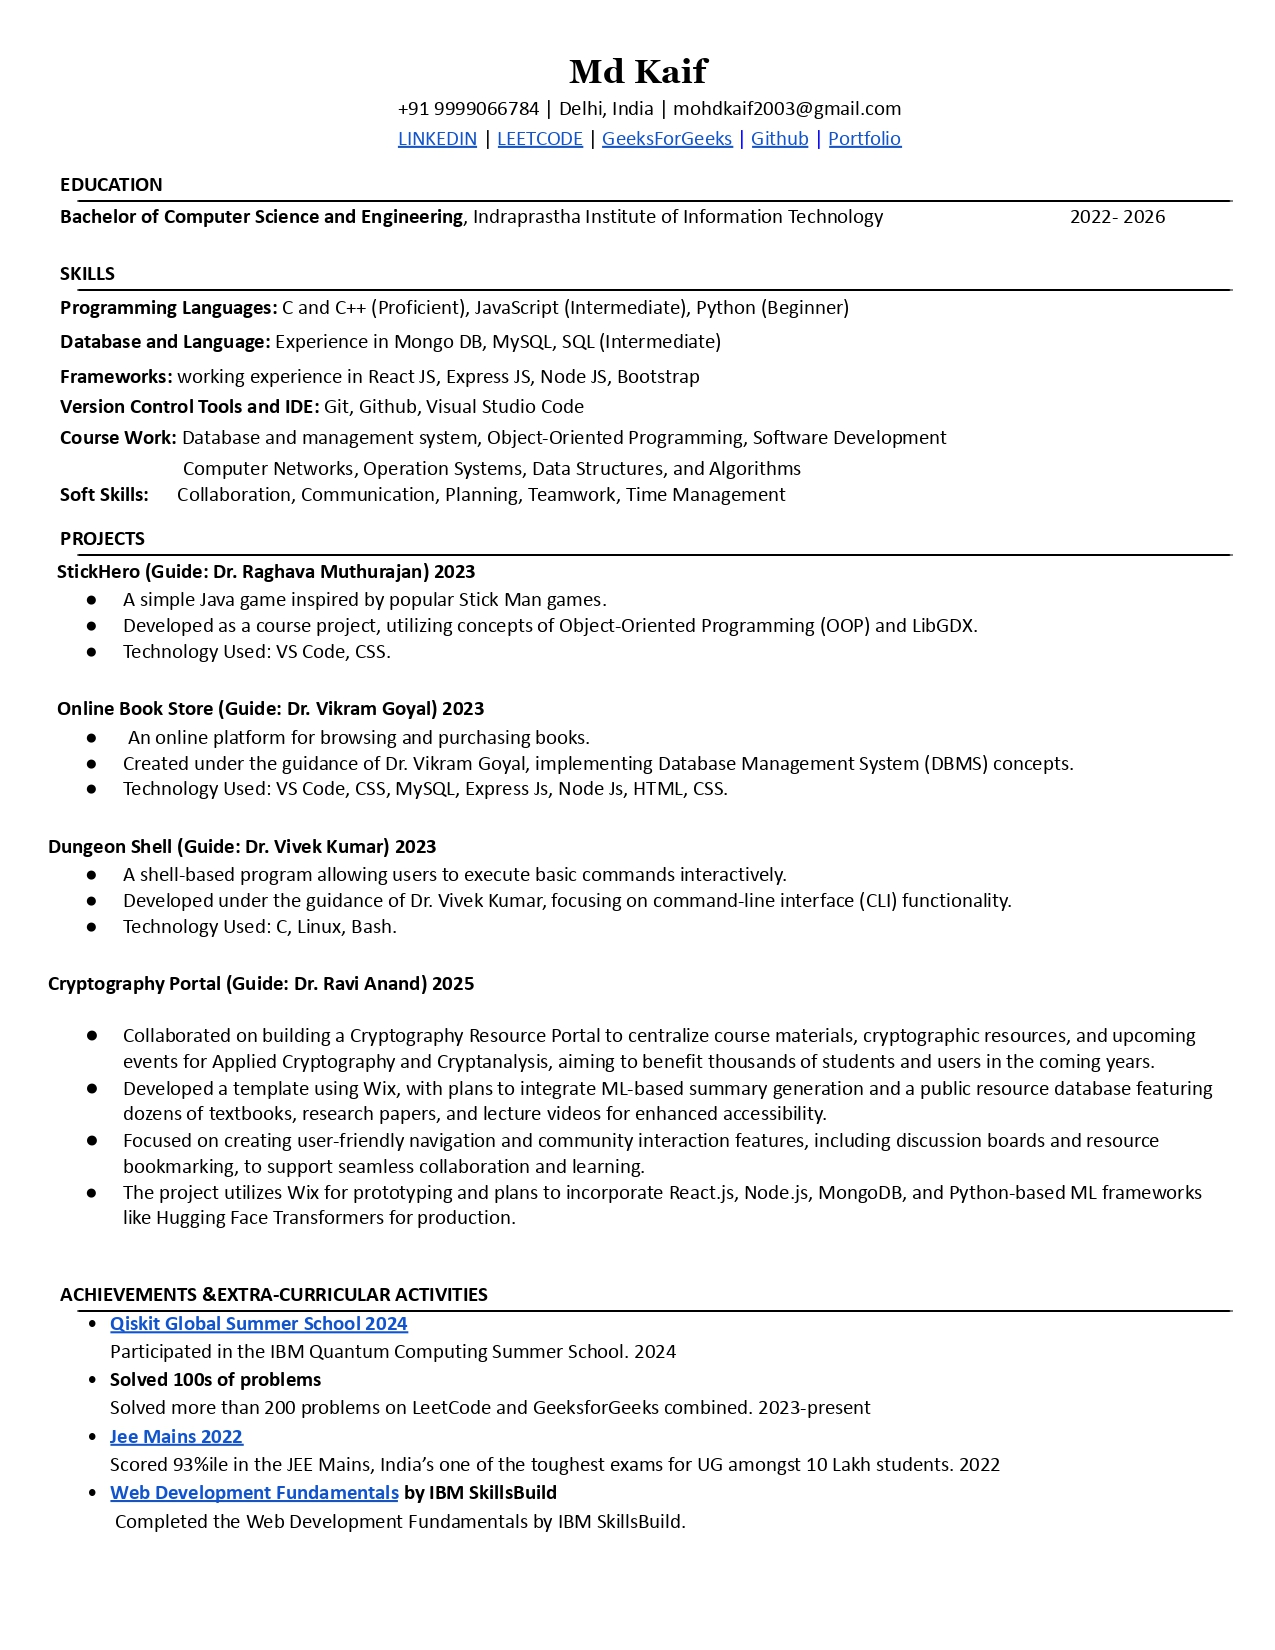 Md Kaif
+91 9999066784 | Delhi, India | mohdkaif2003@gmail.com
LINKEDIN | LEETCODE | GeeksForGeeks | Github | Portfolio
EDUCATION
Bachelor of Computer Science and Engineering, Indraprastha Institute of Information Technology 2022- 2026
SKILLS
Programming Languages: C and C++ (Proficient), JavaScript (Intermediate), Python (Beginner)
Database and Language: Experience in Mongo DB, MySQL, SQL (Intermediate)
Frameworks: working experience in React JS, Express JS, Node JS, Bootstrap
Version Control Tools and IDE: Git, Github, Visual Studio Code
Course Work: Database and management system, Object-Oriented Programming, Software Development
Computer Networks, Operation Systems, Data Structures, and Algorithms
Soft Skills: Collaboration, Communication, Planning, Teamwork, Time Management
PROJECTS
StickHero (Guide: Dr. Raghava Muthurajan) 2023
● A simple Java game inspired by popular Stick Man games.
● Developed as a course project, utilizing concepts of Object-Oriented Programming (OOP) and LibGDX.
● Technology Used: VS Code, CSS.
Online Book Store (Guide: Dr. Vikram Goyal) 2023
● An online platform for browsing and purchasing books.
● Created under the guidance of Dr. Vikram Goyal, implementing Database Management System (DBMS) concepts.
● Technology Used: VS Code, CSS, MySQL, Express Js, Node Js, HTML, CSS.
Dungeon Shell (Guide: Dr. Vivek Kumar) 2023
● A shell-based program allowing users to execute basic commands interactively.
● Developed under the guidance of Dr. Vivek Kumar, focusing on command-line interface (CLI) functionality.
● Technology Used: C, Linux, Bash.
Cryptography Portal (Guide: Dr. Ravi Anand) 2025
● Collaborated on building a Cryptography Resource Portal to centralize course materials, cryptographic resources, and upcoming
events for Applied Cryptography and Cryptanalysis, aiming to benefit thousands of students and users in the coming years.
● Developed a template using Wix, with plans to integrate ML-based summary generation and a public resource database featuring
dozens of textbooks, research papers, and lecture videos for enhanced accessibility.
● Focused on creating user-friendly navigation and community interaction features, including discussion boards and resource
bookmarking, to support seamless collaboration and learning.
● The project utilizes Wix for prototyping and plans to incorporate React.js, Node.js, MongoDB, and Python-based ML frameworks
like Hugging Face Transformers for production.
ACHIEVEMENTS &EXTRA-CURRICULAR ACTIVITIES
• Qiskit Global Summer School 2024
Participated in the IBM Quantum Computing Summer School. 2024
• Solved 100s of problems
Solved more than 200 problems on LeetCode and GeeksforGeeks combined. 2023-present
• Jee Mains 2022
Scored 93%ile in the JEE Mains, India’s one of the toughest exams for UG amongst 10 Lakh students. 2022
• Web Development Fundamentals by IBM SkillsBuild
Completed the Web Development Fundamentals by IBM SkillsBuild.